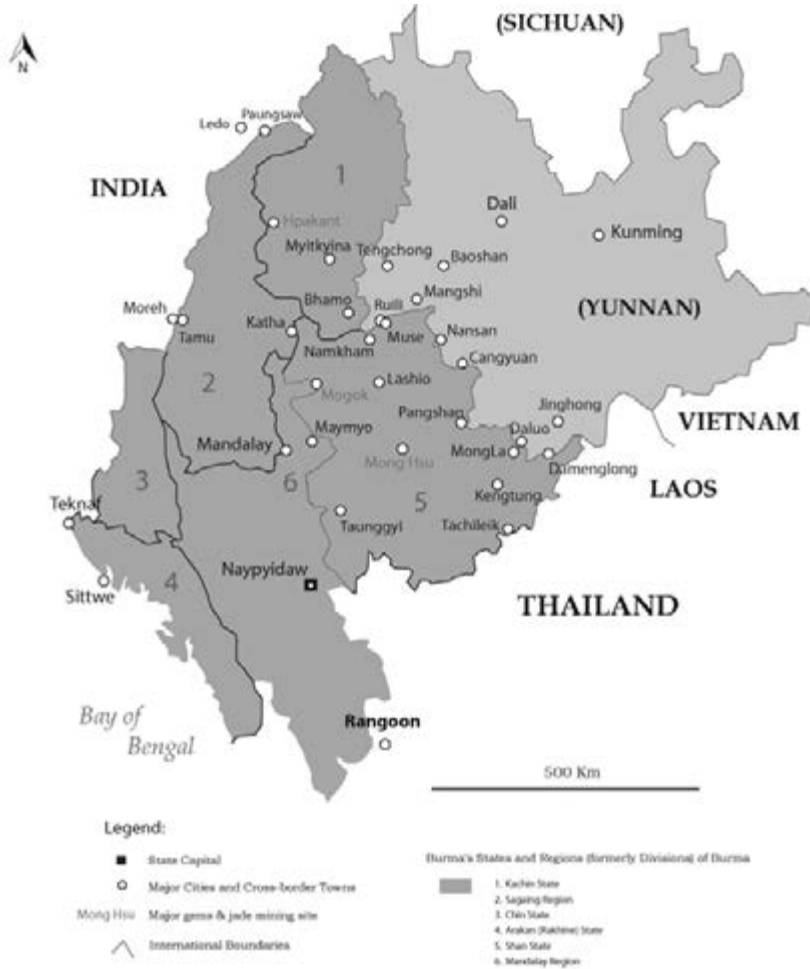 (SICHUAN)
N
Ledo
Paungsaw
INDIA
1
Dali
Hpakant
Kunming
Myitkyina
Tengchong
Baoshan
Mangshi
Bhamo
Ruili
(YUNNAN)
Moreh
Tamu
Katha
Muse
Nansan
Namkham
Cangyuan
2
Mogok
Lashio
Pangshan
Jinghong
VIETNAM
Maymyo
Daluo
Mandalay
MongLa
Damenglong
Mong Hsu
3
6
5
Kengtung
LAOS
Teknaf
Taunggyi
Tachileik
Naypyidaw
4
Sittwe
THAILAND
Bay of
Bengal
Rangoon
500 Km
Legend:
State Capital
Major Cities and Cross-border Towns
Mong Hsu Major gems & jade mining site
International Boundaries
Burma's States and Regions (formerly Divisions) of Burma
1. Kachin State
2. Sagaing Region
3. Chin State
4. Arakan (Rakhine) State
5. Shan State
6. Mandalay Region